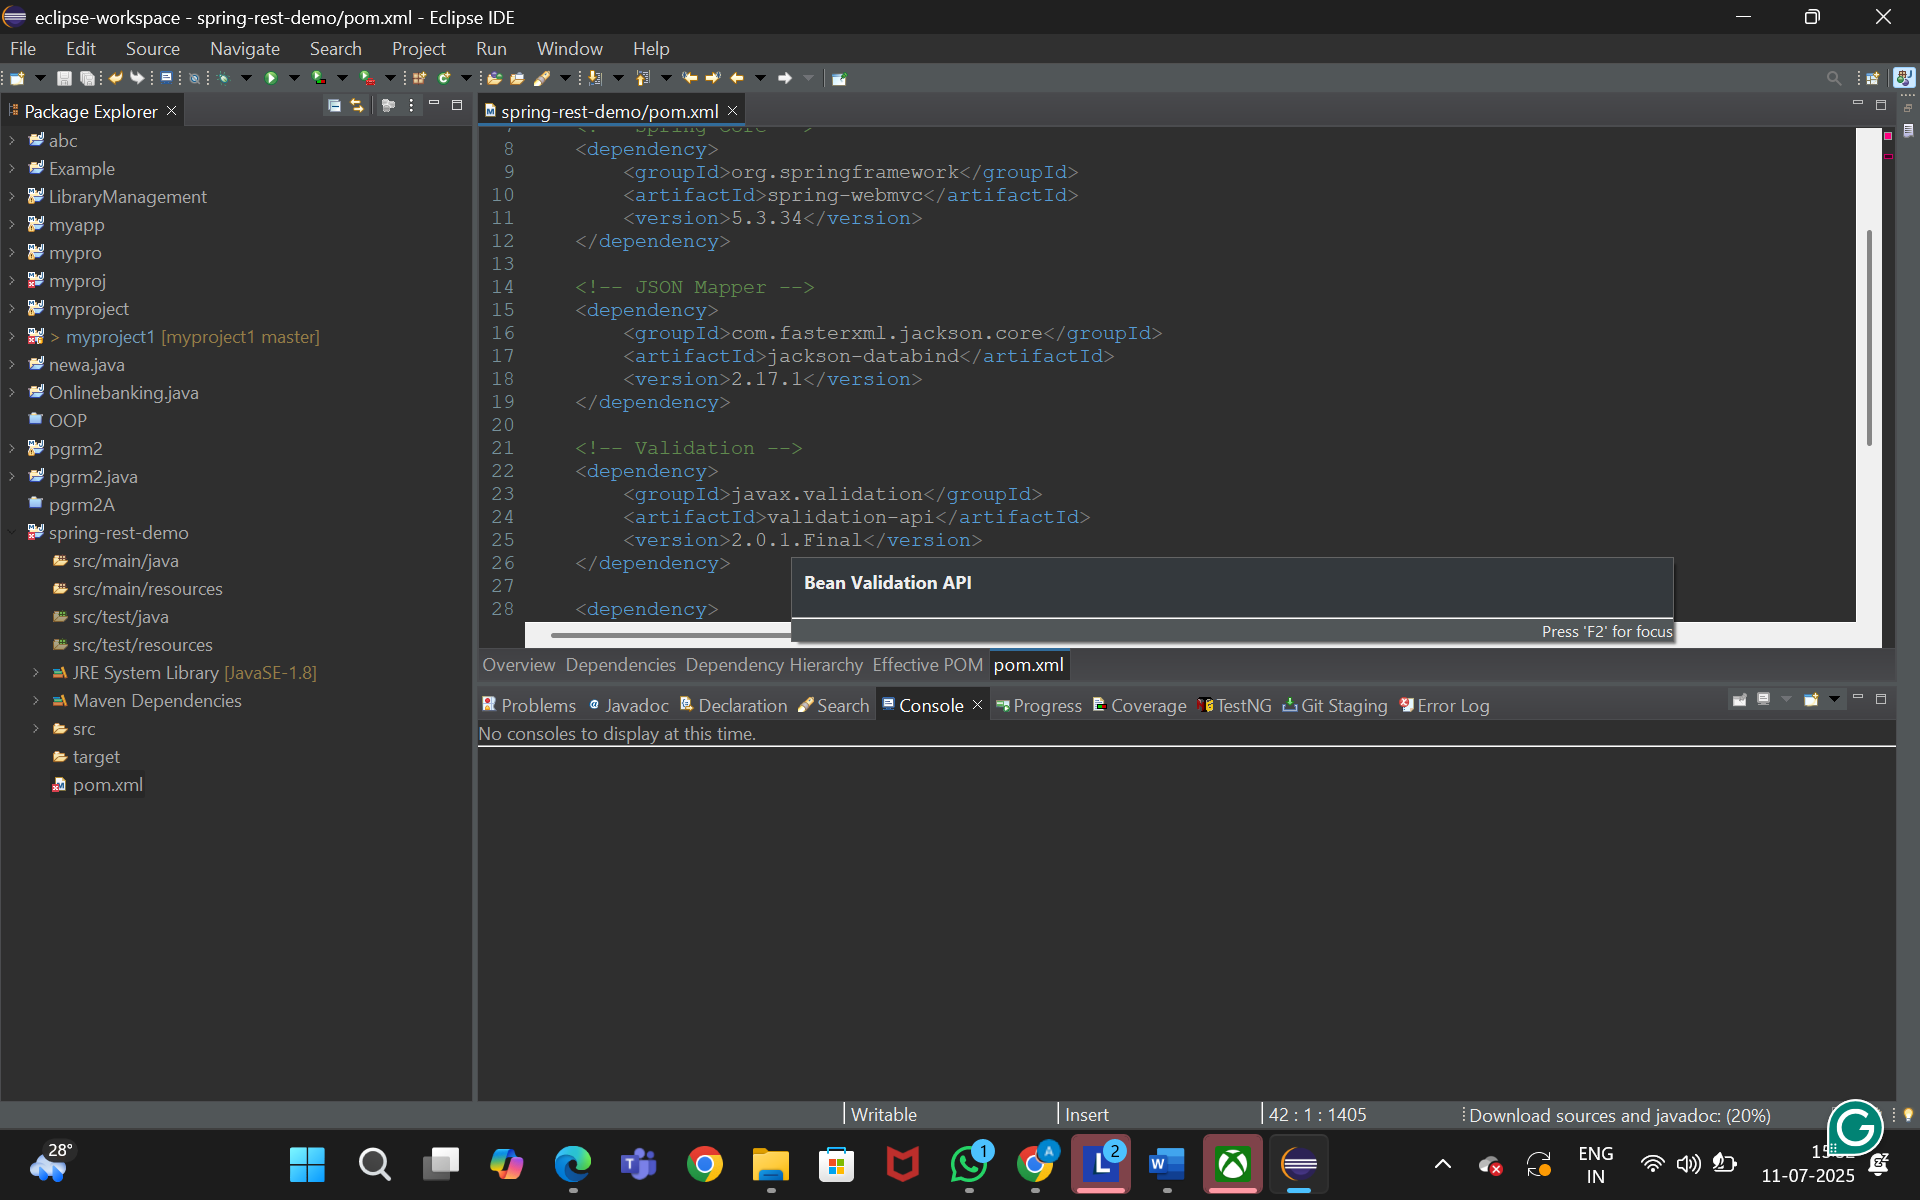 eclipse-workspace - spring-rest-demo/pom.xml - Eclipse IDE
File Edit Source Navigate Search Project Run Window Help
Package Explorer
abc
Example
LibraryManagement
myapp
mypro
myproj
myproject
> myproject1 [myproject1 master]
newa.java
Onlinebanking.java
OOP
pgrm2
pgrm2.java
pgrm2A
spring-rest-demo
src/main/java
src/main/resources
src/test/java
src/test/resources
JRE System Library [JavaSE-1.8]
Maven Dependencies
src
target
pom.xml
spring-rest-demo/pom.xml
7 <!-- Spring Core -->
8 <dependency>
9 <groupId>org.springframework</groupId>
10 <artifactId>spring-webmvc</artifactId>
11 <version>5.3.34</version>
12 </dependency>
13
14 <!-- JSON Mapper -->
15 <dependency>
16 <groupId>com.fasterxml.jackson.core</groupId>
17 <artifactId>jackson-databind</artifactId>
18 <version>2.17.1</version>
19 </dependency>
20
21 <!-- Validation -->
22 <dependency>
23 <groupId>javax.validation</groupId>
24 <artifactId>validation-api</artifactId>
25 <version>2.0.1.Final</version>
26 </dependency>
27
28 <dependency>
Bean Validation API
Press 'F2' for focus
Overview Dependencies Dependency Hierarchy Effective POM pom.xml
Problems Javadoc Declaration Search Console Progress Coverage TestNG Git Staging Error Log
No consoles to display at this time.
Writable Insert 42 : 1 : 1405 Download sources and javadoc: (20%)
28°
1
A
L 2
W
ENG
IN
11-07-2025
G